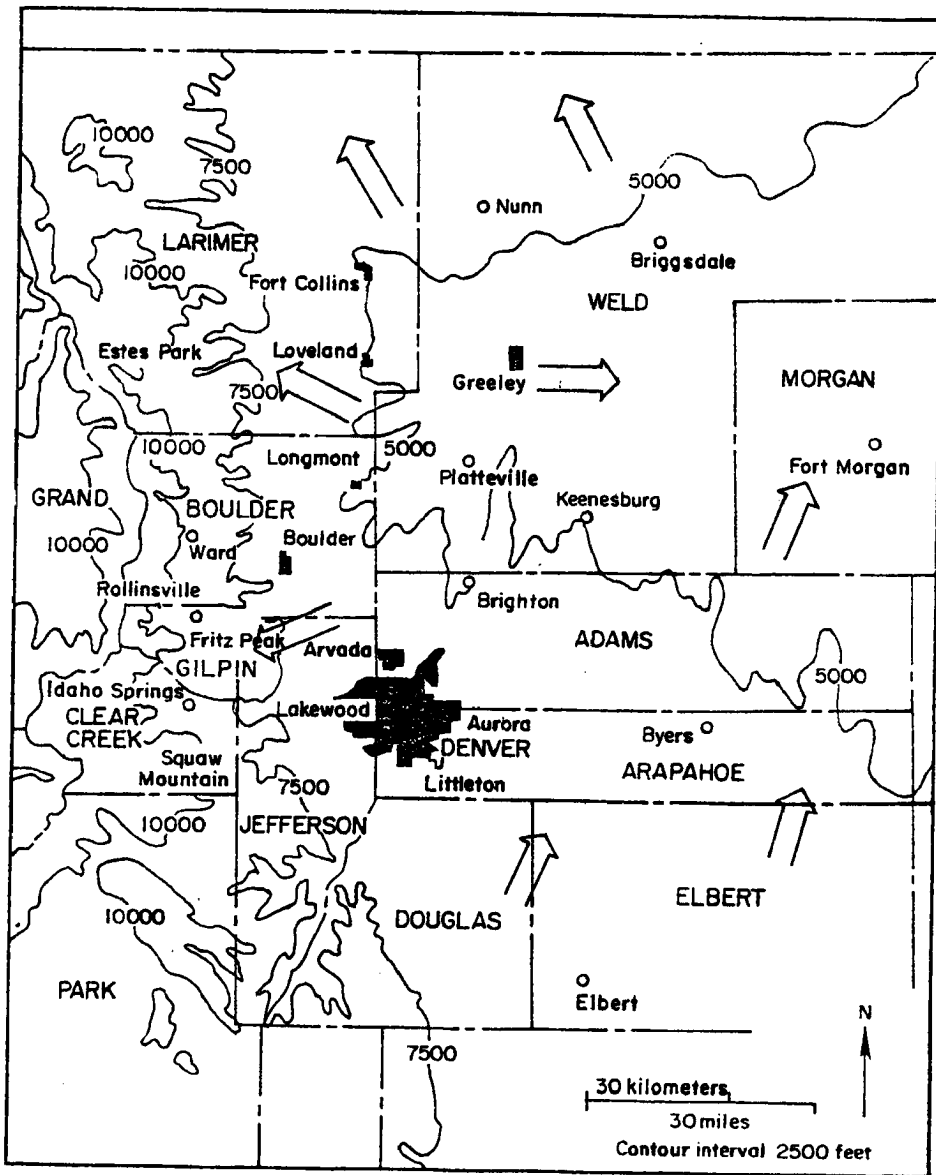 10000
7500
5000
Nunn
LARIMER
Briggsdale
10000
Fort Collins
WELD
Estes Park
Loveland
7500
Greeley
MORGAN
10000
5000
Longmont
Platteville
Fort Morgan
GRAND
BOULDER
Keenesburg
10000
Ward
Boulder
Rollinsville
Brighton
Fritz Peak
Arvada
ADAMS
GILPIN
5000
Idaho Springs
Lakewood
CLEAR
CREEK
Aurora
Byers
DENVER
Squaw
Mountain
ARAPAHOE
7500
Littleton
10000
JEFFERSON
ELBERT
10000
DOUGLAS
PARK
Elbert
N
7500
30 kilometers
30 miles
Contour interval 2500 feet